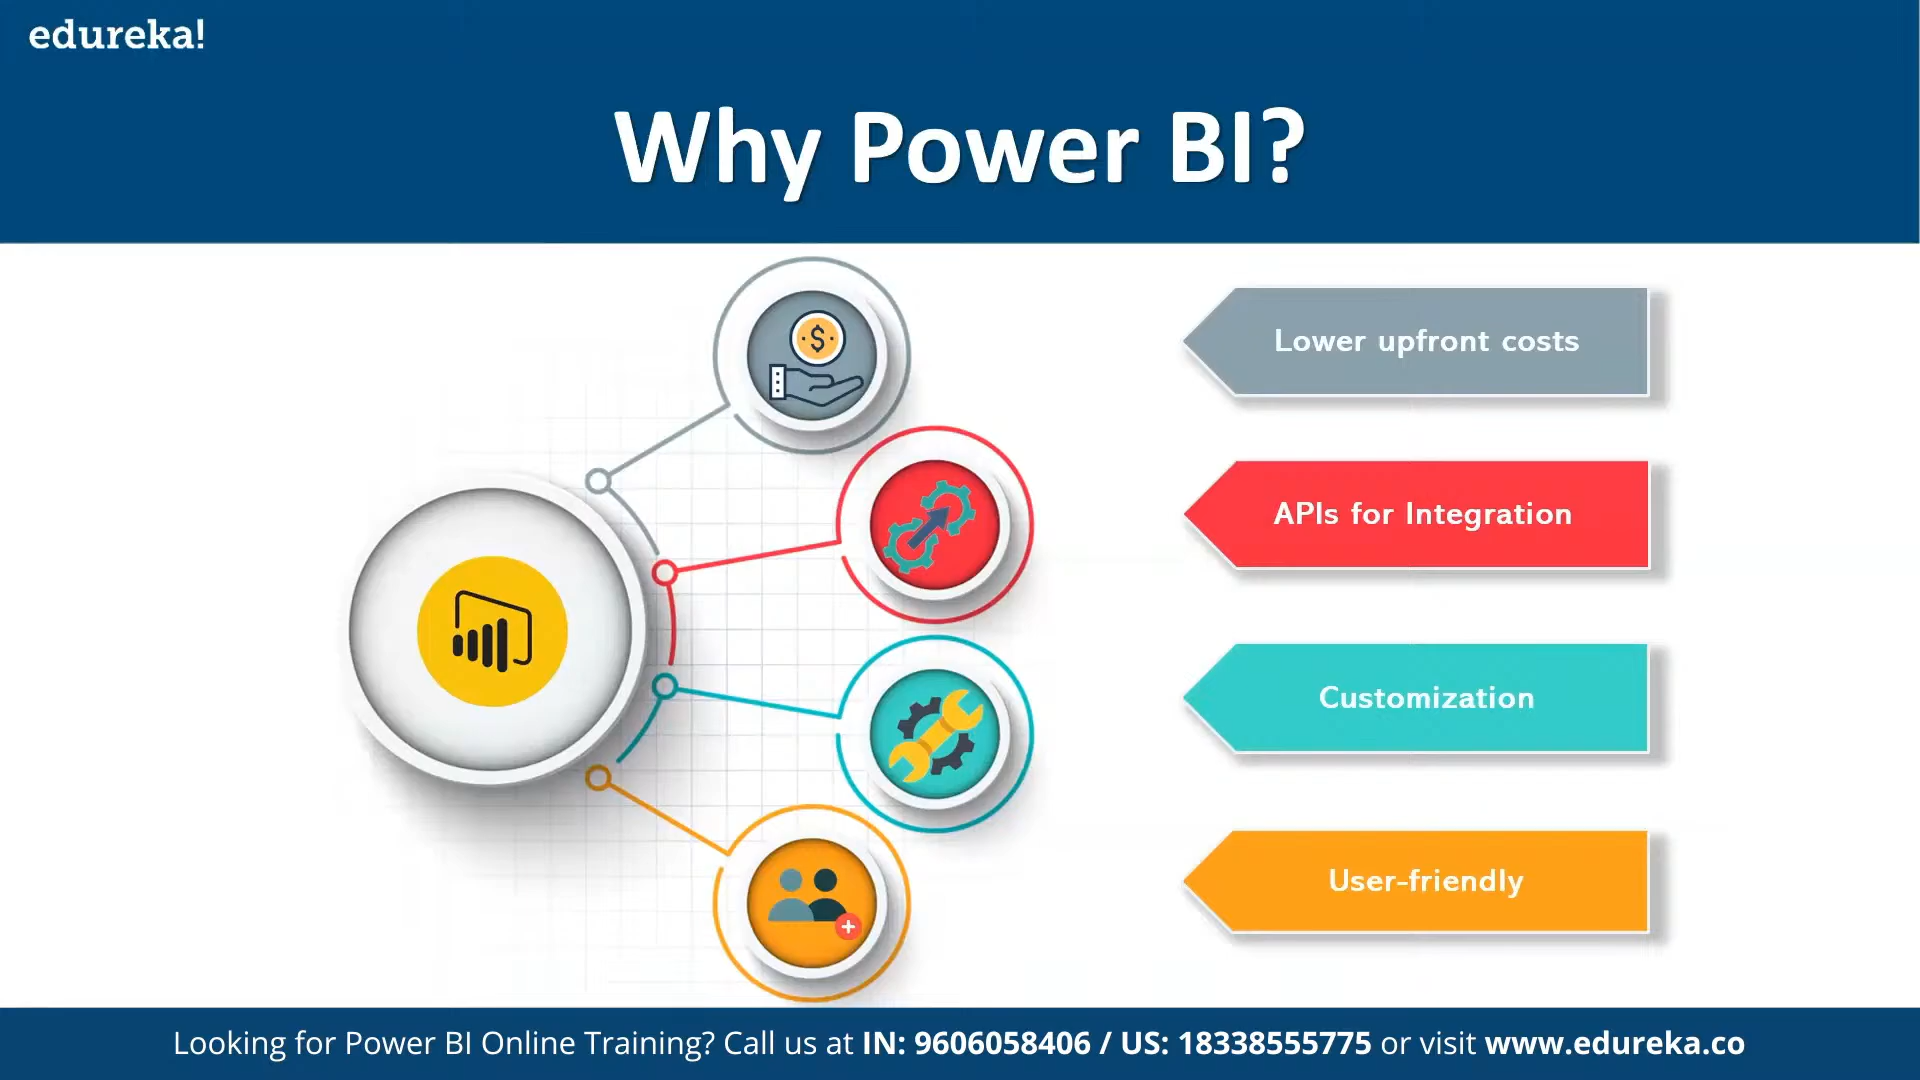 edureka!
Why Power BI?
Lower upfront costs
APIs for Integration
Customization
User-friendly
Looking for Power BI Online Training? Call us at IN: 9606058406 / US: 18338555775 or visit www.edureka.co